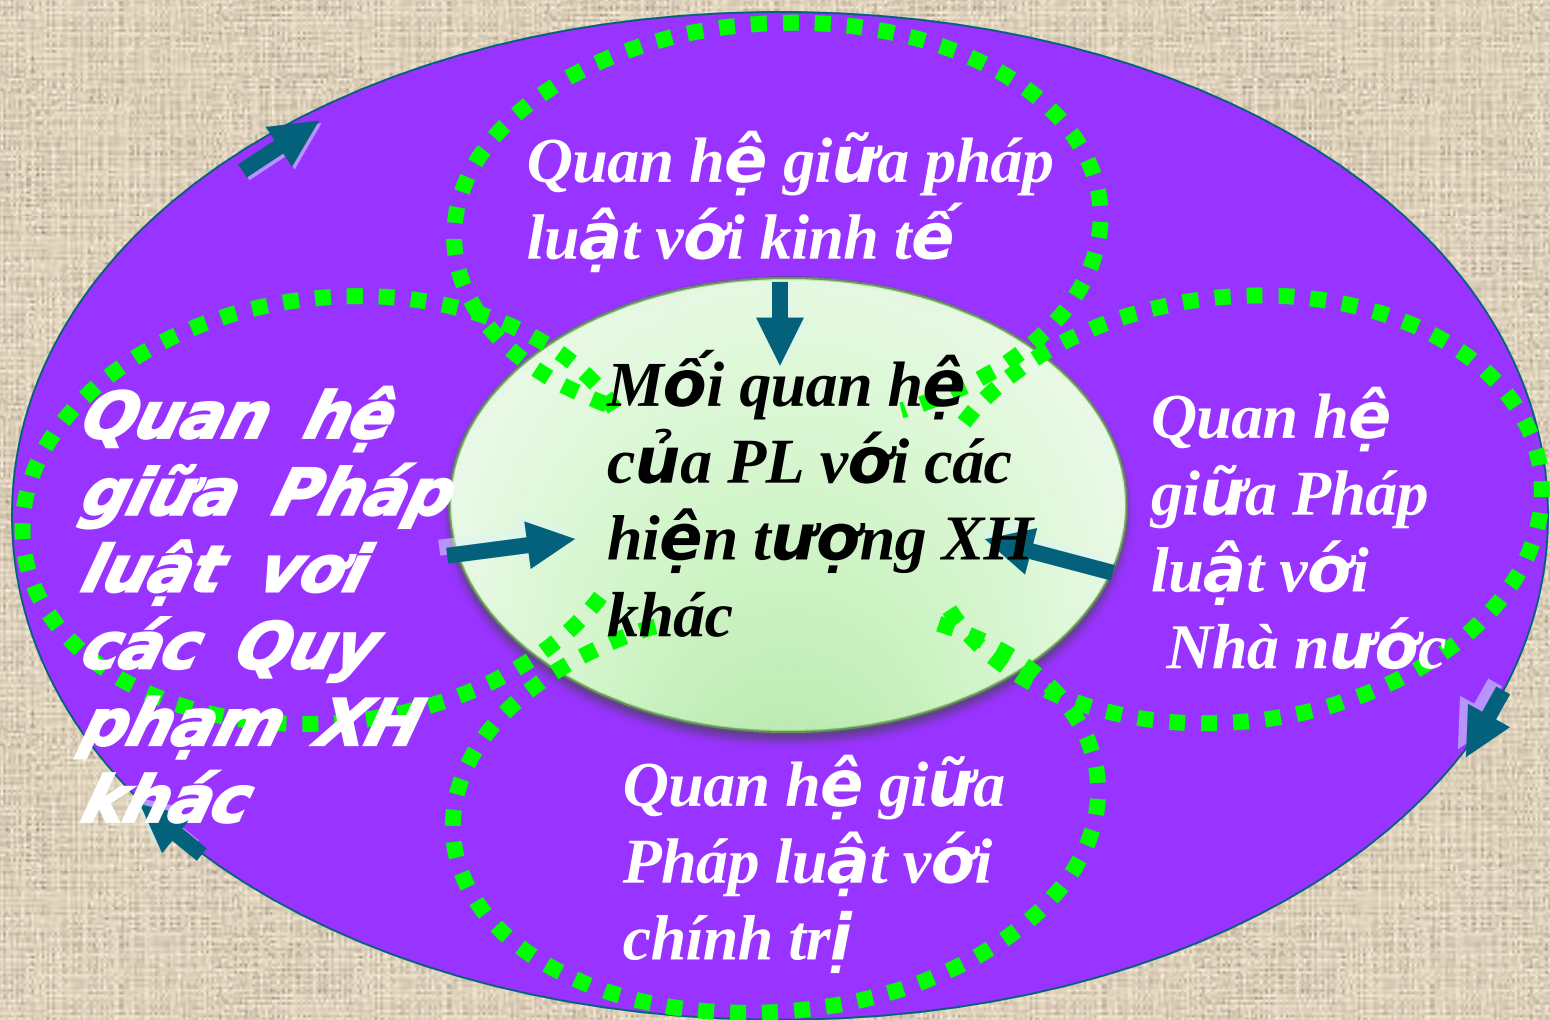 Quan hệ giữa pháp
luật với kinh tế
Quan hệ
giữa Pháp
luật vơi
các Quy
phạm XH
khác
Mối quan hệ
của PL với các
hiện tượng XH
khác
Quan hệ
giữa Pháp
luật với
Nhà nước
Quan hệ giữa
Pháp luật với
chính trị